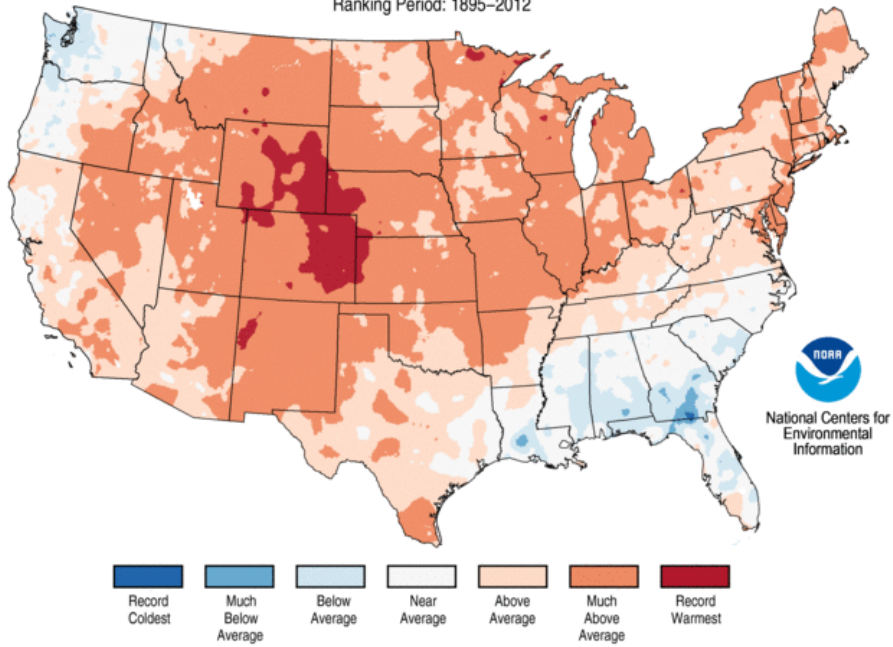 Ranking Period: 1895–2012
NOAA
National Centers for
Environmental
Information
Record
Coldest
Much
Below
Average
Below
Average
Near
Average
Above
Average
Much
Above
Average
Record
Warmest